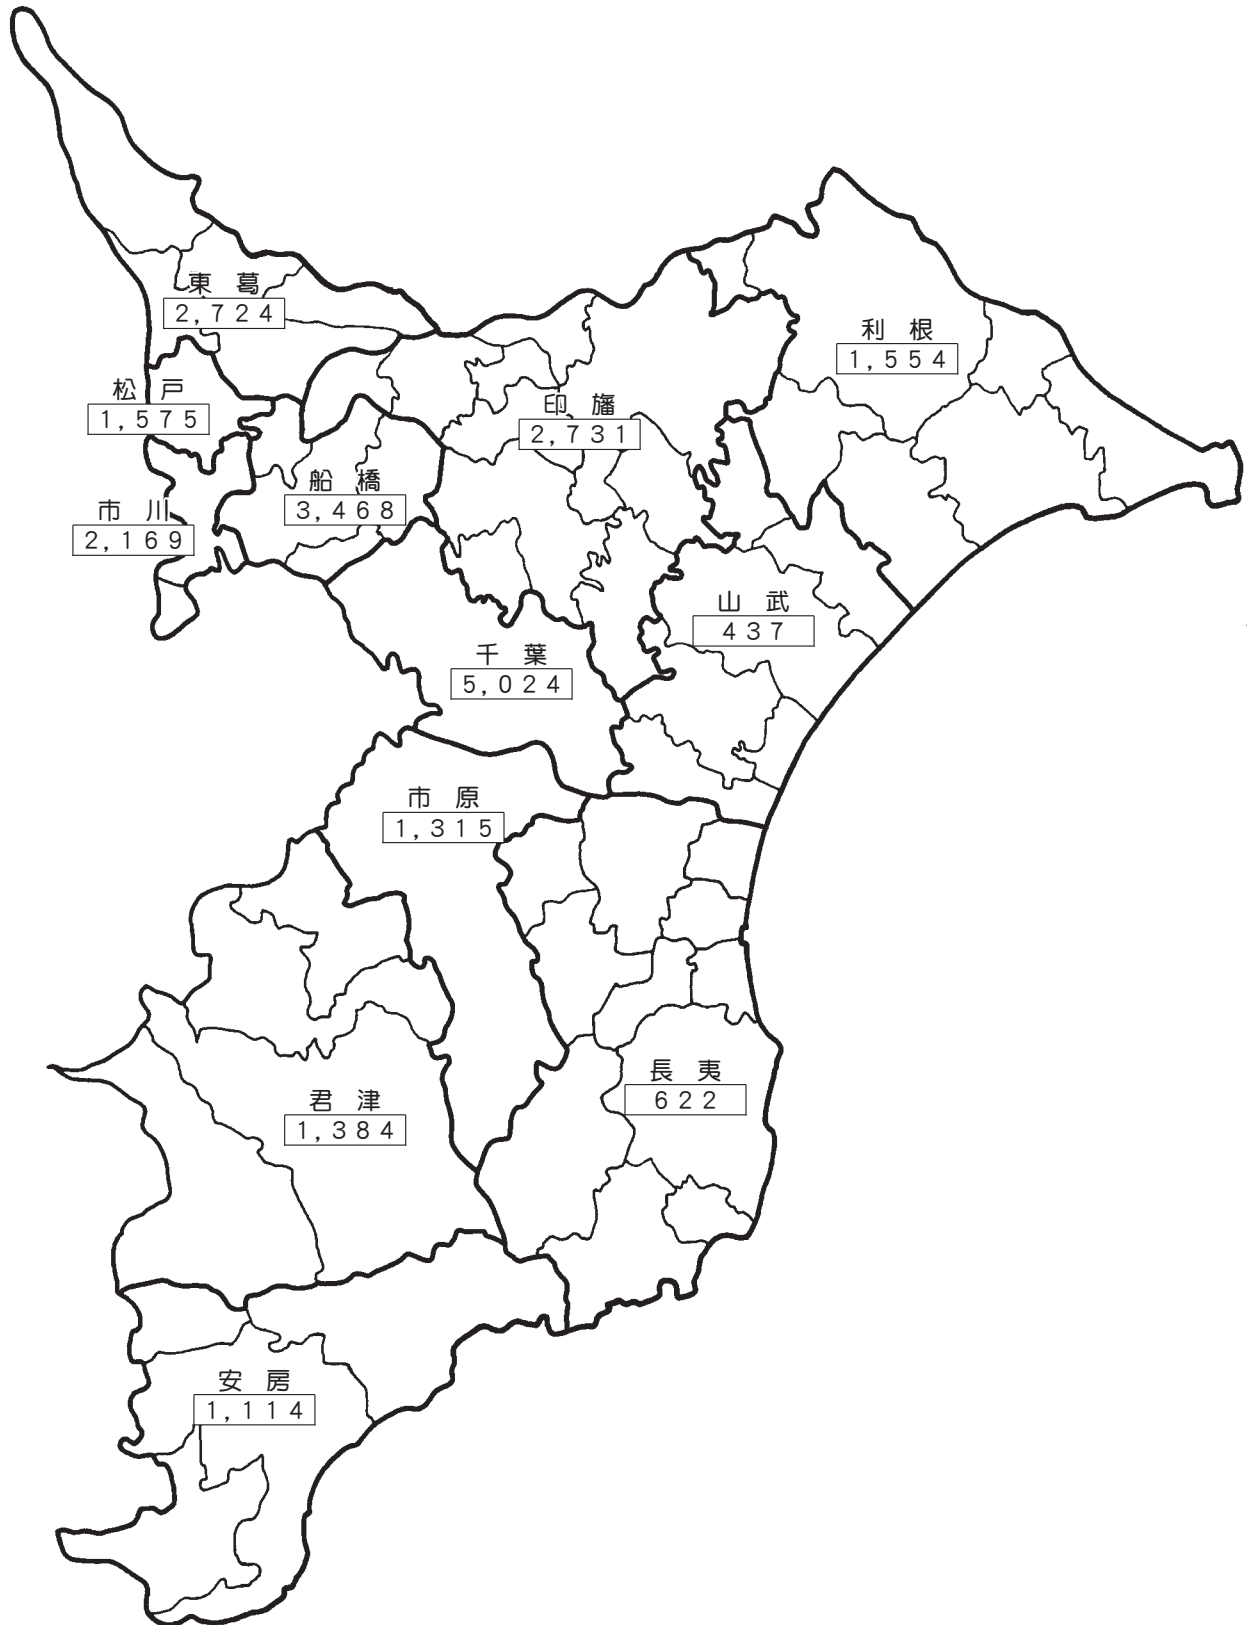 東葛
2,724
利根
1,554
松戸
1,575
印旛
2,731
船橋
3,468
市川
2,169
山武
437
千葉
5,024
市原
1,315
長夷
622
君津
1,384
安房
1,114